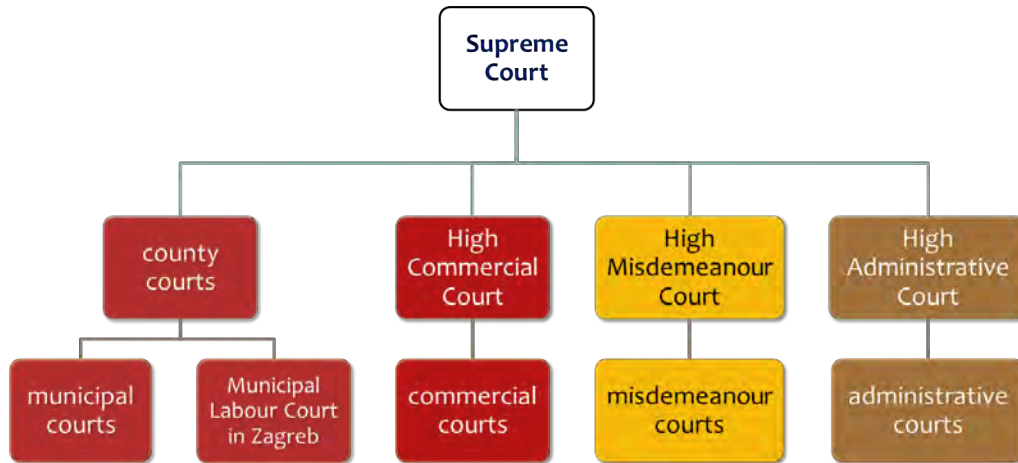 Supreme
Court
county
courts
High
Commercial
Court
High
Misdemeanour
Court
High
Administrative
Court
municipal
courts
Municipal
Labour Court
in Zagreb
commercial
courts
misdemeanour
courts
administrative
courts